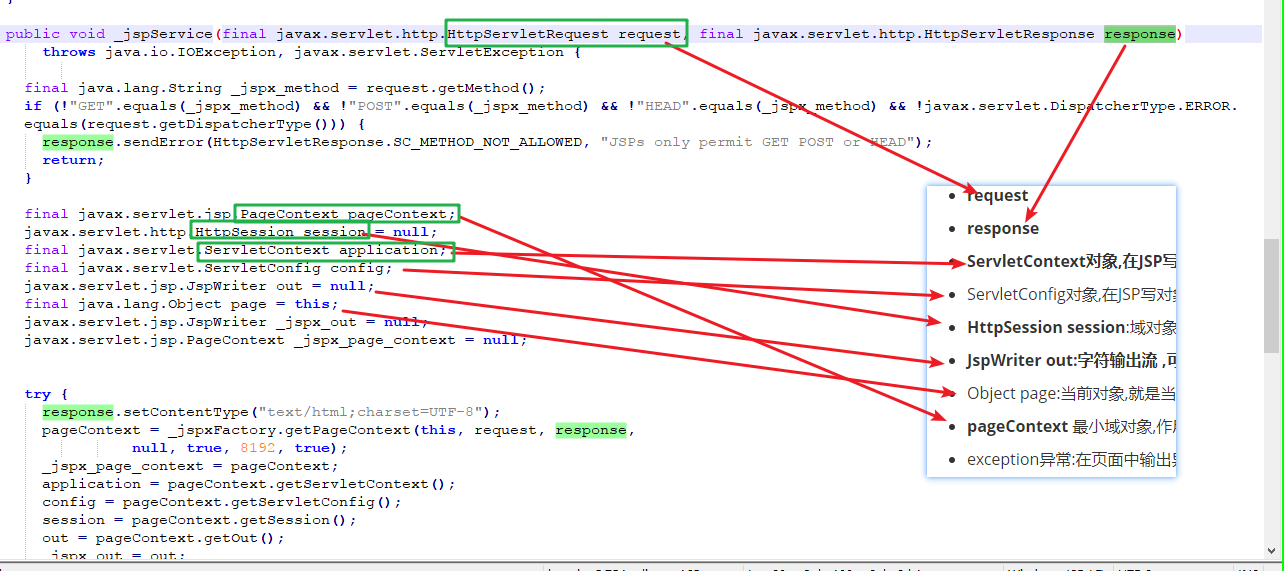 }
public void _jspService(final javax.servlet.http.HttpServletRequest request, final javax.servlet.http.HttpServletResponse response)
throws java.io.IOException, javax.servlet.ServletException {
final java.lang.String _jspx_method = request.getMethod();
if (!"GET".equals(_jspx_method) && !"POST".equals(_jspx_method) && !"HEAD".equals(_jspx_method) && !javax.servlet.DispatcherType.ERROR.
equals(request.getDispatcherType())) {
response.sendError(HttpServletResponse.SC_METHOD_NOT_ALLOWED, "JSPs only permit GET POST or HEAD");
return;
}
final javax.servlet.jsp.PageContext pageContext;
javax.servlet.http.HttpSession session = null;
final javax.servlet.ServletContext application;
final javax.servlet.ServletConfig config;
javax.servlet.jsp.JspWriter out = null;
final java.lang.Object page = this;
javax.servlet.jsp.JspWriter _jspx_out = null;
javax.servlet.jsp.PageContext _jspx_page_context = null;
try {
response.setContentType("text/html;charset=UTF-8");
pageContext = _jspxFactory.getPageContext(this, request, response,
null, true, 8192, true);
_jspx_page_context = pageContext;
application = pageContext.getServletContext();
config = pageContext.getServletConfig();
session = pageContext.getSession();
out = pageContext.getOut();
_jspx_out = out;
• request
• response
• ServletContext对象,在JSP写
• ServletConfig对象,在JSP写对
• HttpSession session:域对象
• JspWriter out:字符输出流 ,
• Object page:当前对象,就是当
• pageContext 最小域对象,作
• exception异常:在页面中输出